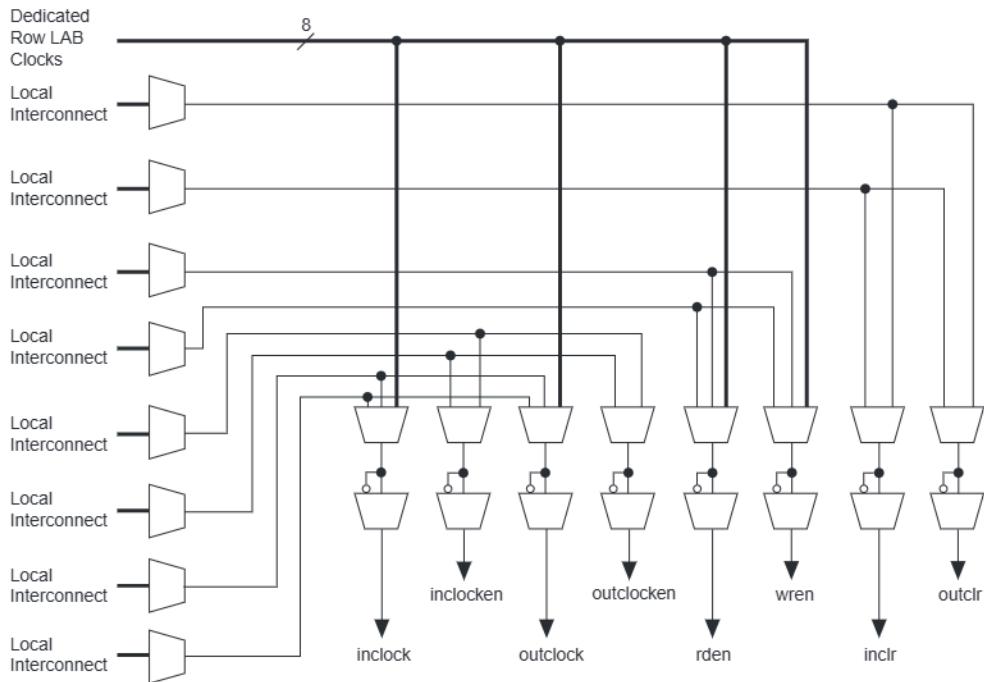 Dedicated
Row LAB
Clocks
8
Local
Interconnect
Local
Interconnect
Local
Interconnect
Local
Interconnect
Local
Interconnect
Local
Interconnect
Local
Interconnect
Local
Interconnect
inclocken
outclocken
wren
outclr
inclock
outclock
rden
inclr